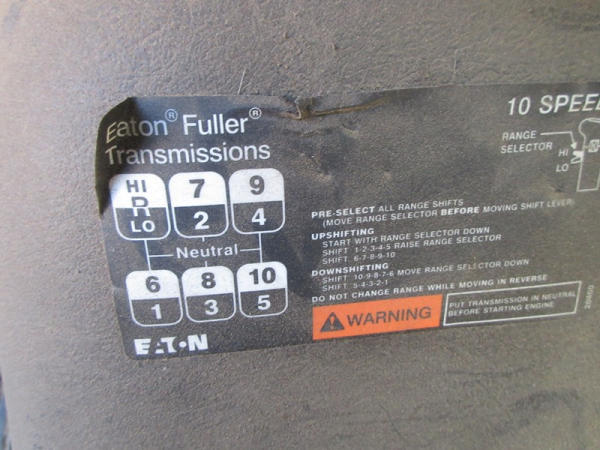 Eaton® Fuller®
Transmissions
HI R LO
7 2
9 4
Neutral
6 1
8 3
10 5
EAT•N
10 SPEE
RANGE
SELECTOR
HI
LO
PRE-SELECT ALL RANGE SHIFTS
(MOVE RANGE SELECTOR BEFORE MOVING SHIFT LEVER)
UPSHIFTING
START WITH RANGE SELECTOR DOWN
SHIFT 1-2-3-4-5 RAISE RANGE SELECTOR
SHIFT 6-7-8-9-10
DOWNSHIFTING
SHIFT 10-9-8-7-6 MOVE RANGE SELECTOR DOWN
SHIFT 5-4-3-2-1
DO NOT CHANGE RANGE WHILE MOVING IN REVERSE
WARNING
PUT TRANSMISSION IN NEUTRAL
BEFORE STARTING ENGINE